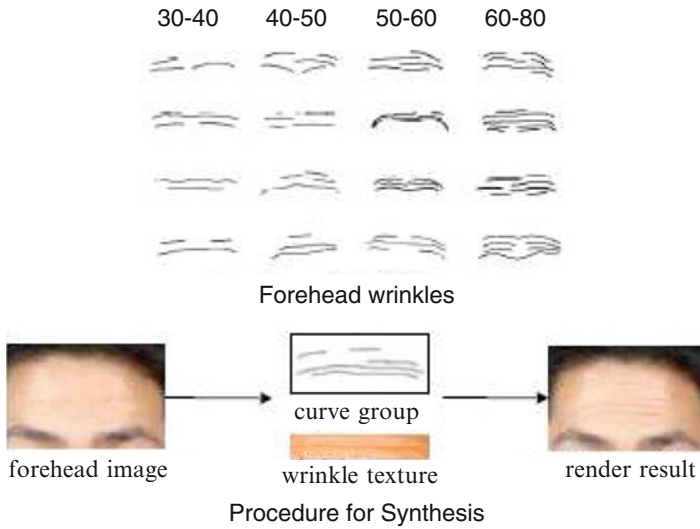 30-40 40-50 50-60 60-80
Forehead wrinkles
curve group
forehead image wrinkle texture render result
Procedure for Synthesis